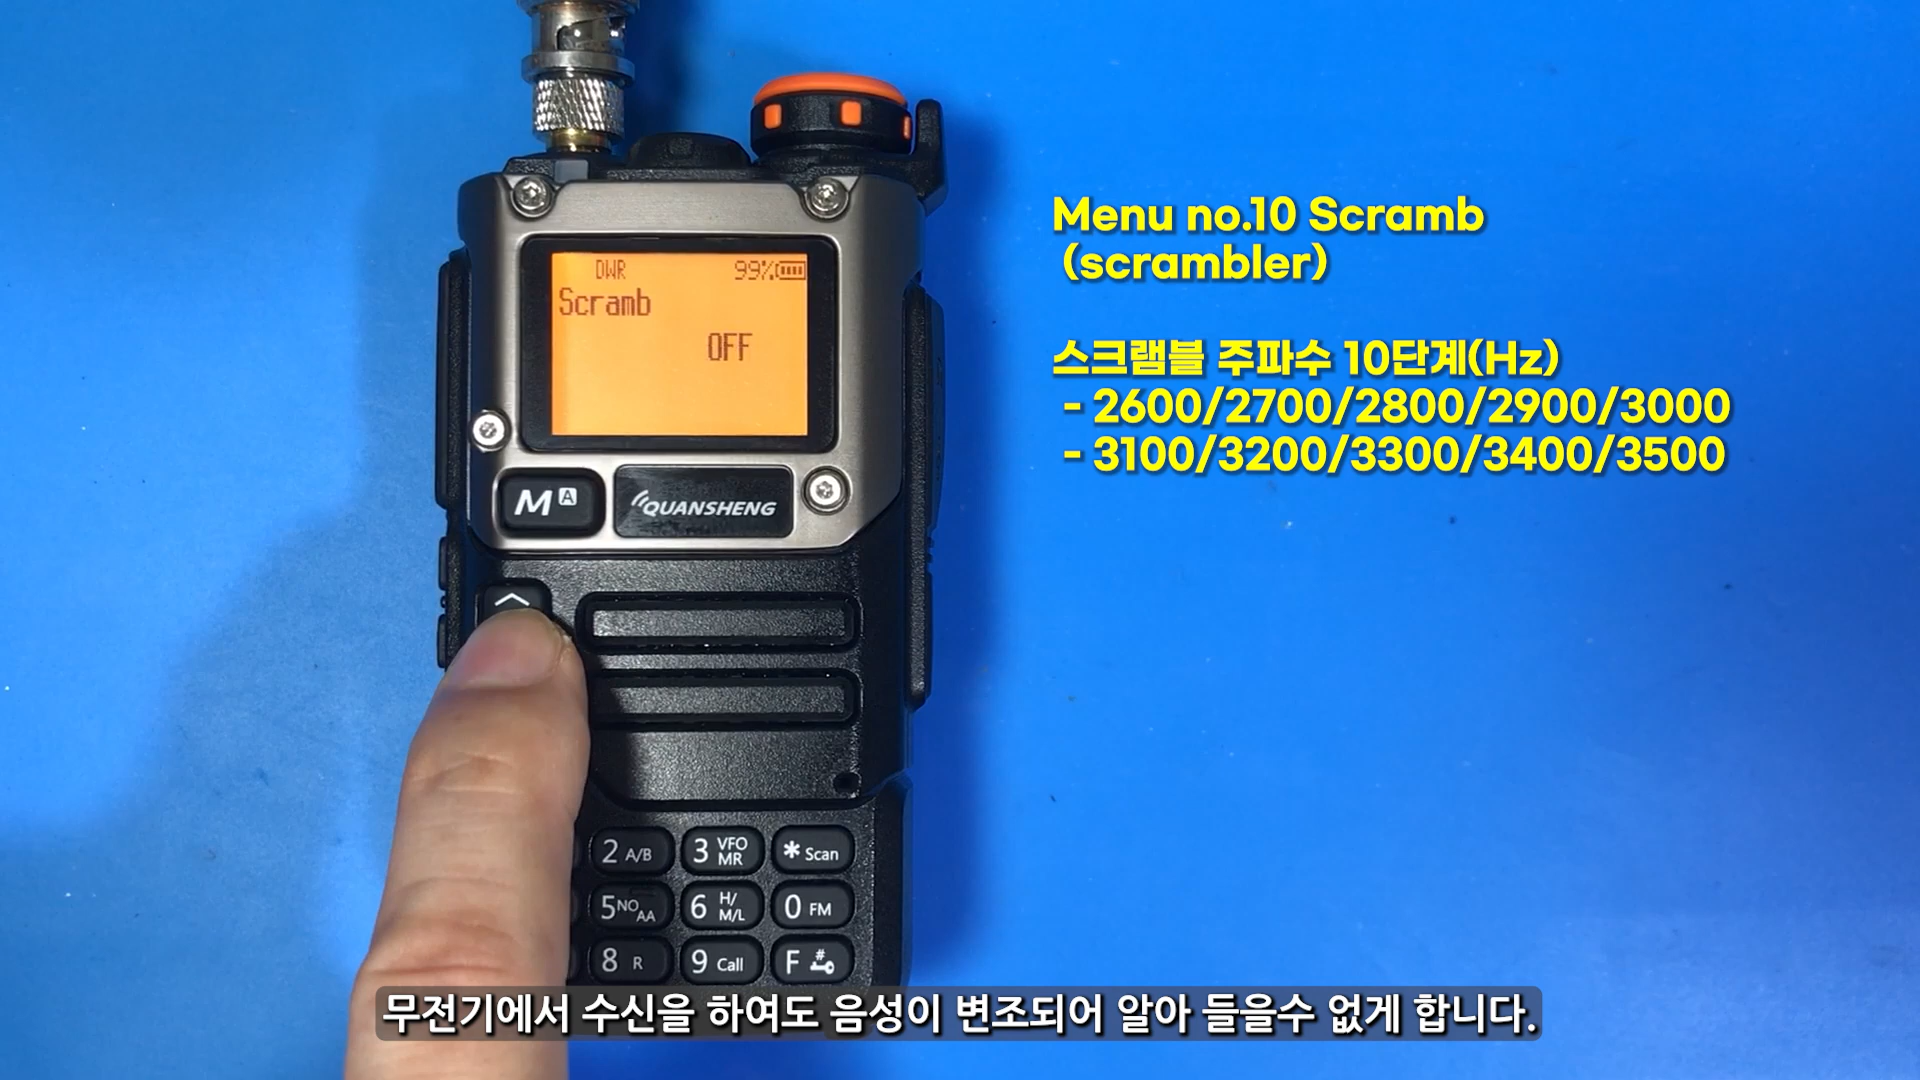 DWR 99%
Scramb
OFF
M A
QUANSHENG
2 A/B
3 VFO MR
* Scan
5 NO AA
6 H/ M/L
0 FM
8 R
9 Call
F #
Menu no.10 Scramb
(scrambler)
스크램블 주파수 10단계(Hz)
- 2600/2700/2800/2900/3000
- 3100/3200/3300/3400/3500
무전기에서 수신을 하여도 음성이 변조되어 알아 들을수 없게 합니다.